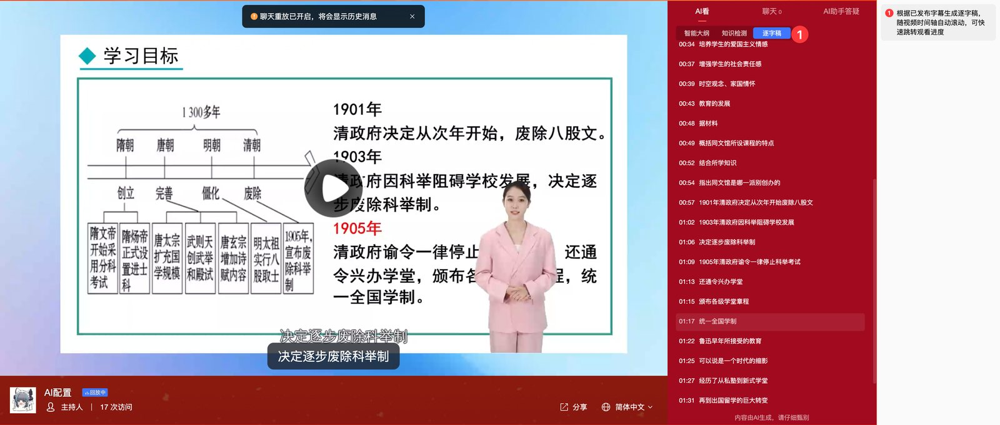 聊天重放已开启，将会显示历史消息
学习目标
1 300多年
隋朝 唐朝 明朝 清朝
创立 完善 僵化 废除
隋文帝开始采用分科考试
隋炀帝正式设置进士科
唐太宗扩充国学规模
武则天创武举和殿试
唐玄宗增加诗赋内容
明太祖实行八股取士
1905年，宣布废除科举制
1901年
清政府决定从次年开始，废除八股文。
1903年
清政府因科举阻碍学校发展，决定逐
步废除科举制。
1905年
清政府谕令一律停止 还通
令兴办学堂，颁布各 程，统
一全国学制。
决定逐步废除科举制
决定逐步废除科举制
AI配置 回放中
主持人 | 17 次访问
分享 简体中文
AI看 聊天 0 AI助手答疑
智能大纲 知识检测 逐字稿 1
00:34 培养学生的爱国主义情感
00:37 增强学生的社会责任感
00:39 时空观念、家国情怀
00:43 教育的发展
00:48 据材料
00:49 概括同文馆所设课程的特点
00:52 结合所学知识
00:54 指出同文馆是哪一派别创办的
00:57 1901年清政府决定从次年开始废除八股文
01:02 1903年清政府因科举阻碍学校发展
01:06 决定逐步废除科举制
01:09 1905年清政府谕令一律停止科举考试
01:13 还通令兴办学堂
01:15 颁布各级学堂章程
01:17 统一全国学制
01:22 鲁迅早年所接受的教育
01:25 可以说是一个时代的缩影
01:27 经历了从私塾到新式学堂
01:31 再到出国留学的巨大转变
内容由AI生成，请仔细甄别
1 根据已发布字幕生成逐字稿，
随视频时间轴自动滚动，可快
速跳转观看进度